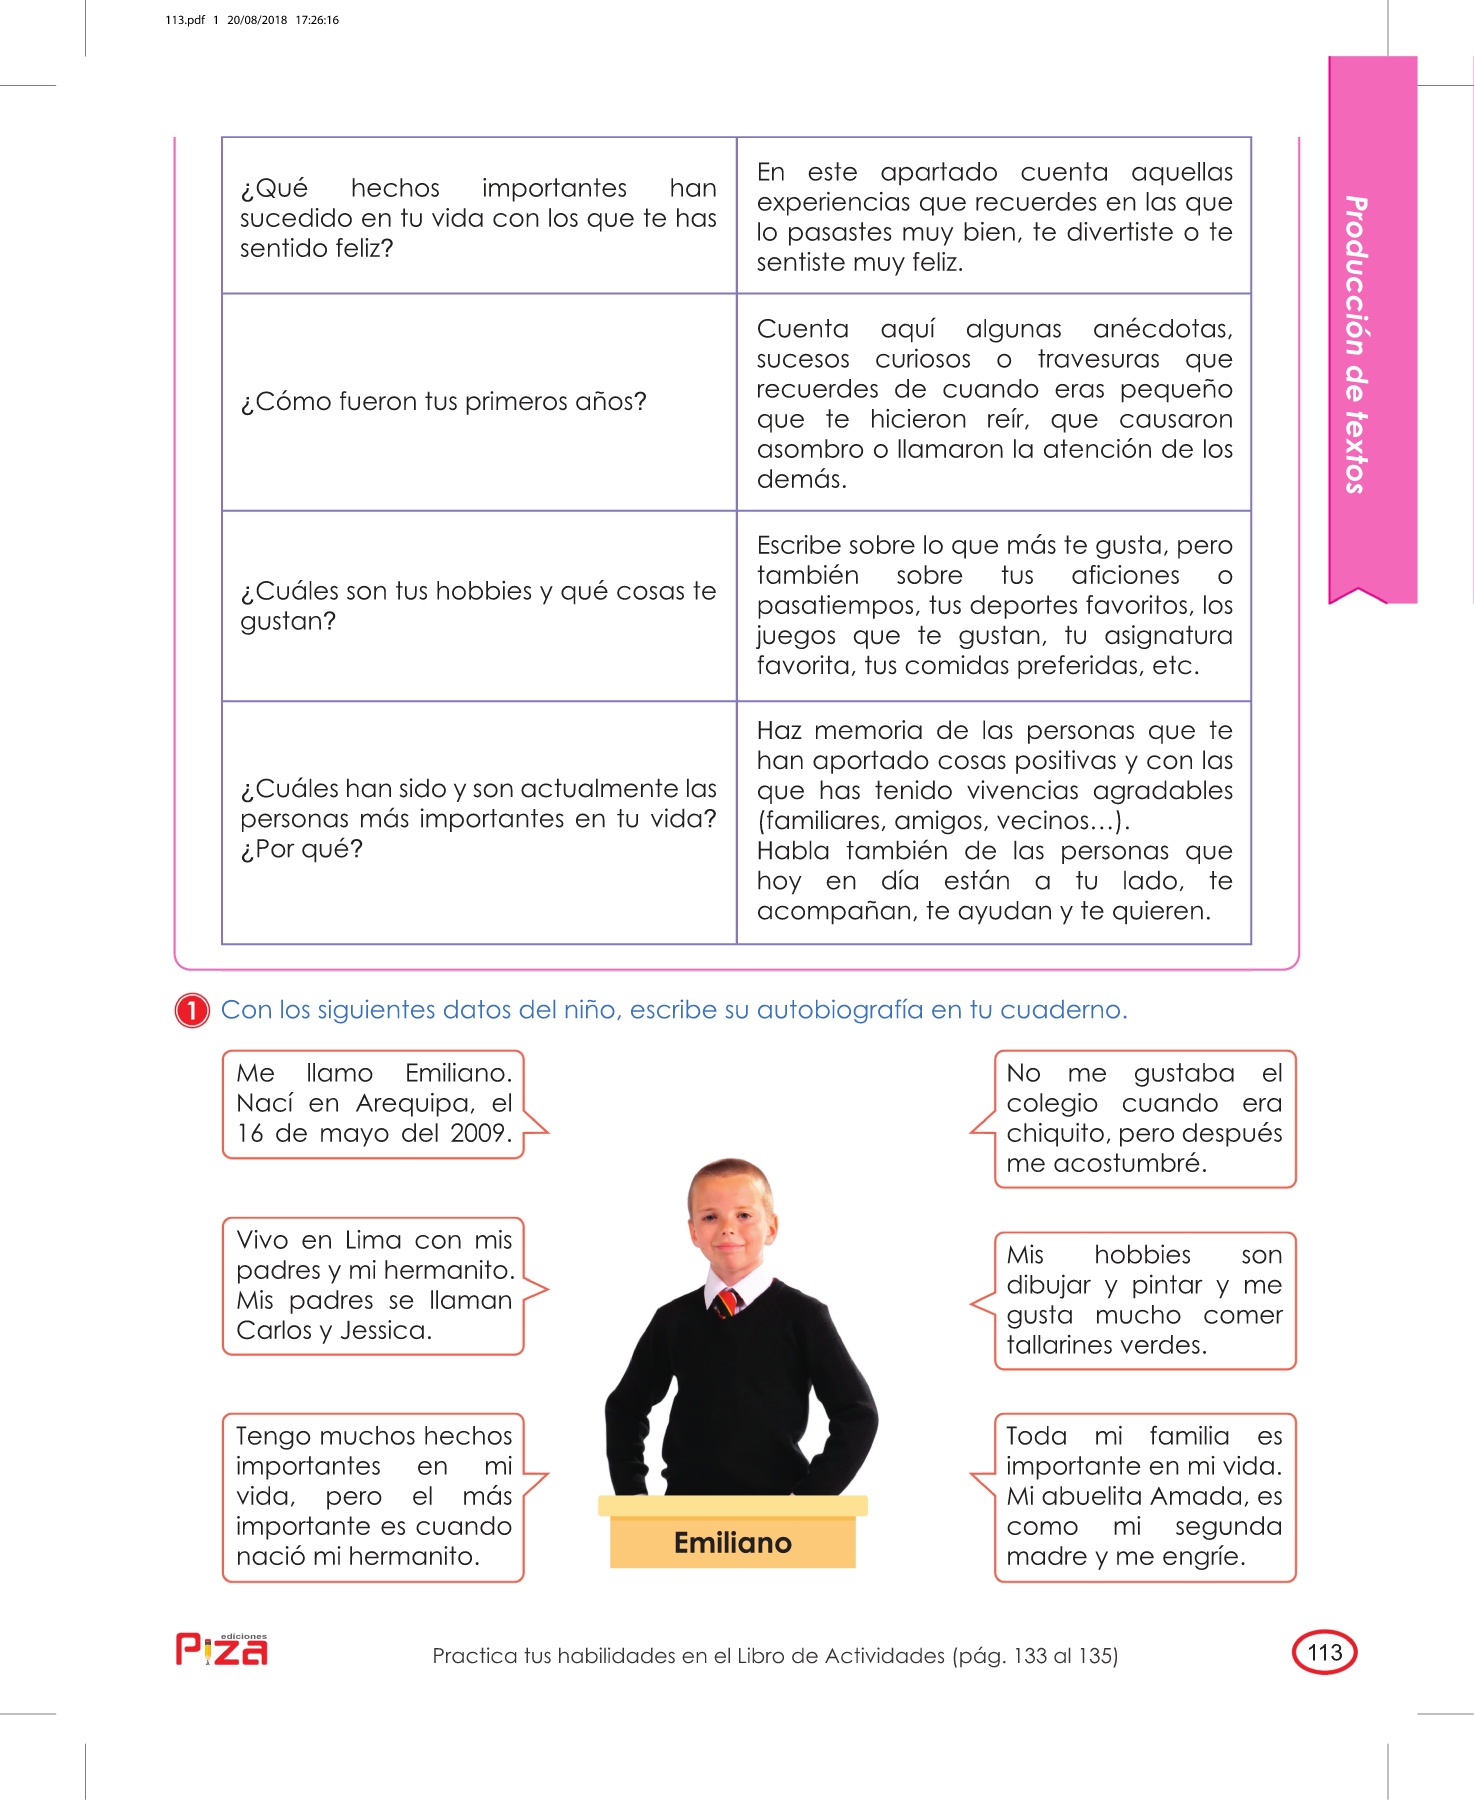 113.pdf 1 20/08/2018 17:26:16
Producción de textos
¿Qué hechos importantes han
sucedido en tu vida con los que te has
sentido feliz?
En este apartado cuenta aquellas
experiencias que recuerdes en las que
lo pasastes muy bien, te divertiste o te
sentiste muy feliz.
¿Cómo fueron tus primeros años?
Cuenta aquí algunas anécdotas,
sucesos curiosos o travesuras que
recuerdes de cuando eras pequeño
que te hicieron reír, que causaron
asombro o llamaron la atención de los
demás.
¿Cuáles son tus hobbies y qué cosas te
gustan?
Escribe sobre lo que más te gusta, pero
también sobre tus aficiones o
pasatiempos, tus deportes favoritos, los
juegos que te gustan, tu asignatura
favorita, tus comidas preferidas, etc.
¿Cuáles han sido y son actualmente las
personas más importantes en tu vida?
¿Por qué?
Haz memoria de las personas que te
han aportado cosas positivas y con las
que has tenido vivencias agradables
(familiares, amigos, vecinos...).
Habla también de las personas que
hoy en día están a tu lado, te
acompañan, te ayudan y te quieren.
1 Con los siguientes datos del niño, escribe su autobiografía en tu cuaderno.
Me llamo Emiliano.
Nací en Arequipa, el
16 de mayo del 2009.
Vivo en Lima con mis
padres y mi hermanito.
Mis padres se llaman
Carlos y Jessica.
Tengo muchos hechos
importantes en mi
vida, pero el más
importante es cuando
nació mi hermanito.
No me gustaba el
colegio cuando era
chiquito, pero después
me acostumbré.
Mis hobbies son
dibujar y pintar y me
gusta mucho comer
tallarines verdes.
Toda mi familia es
importante en mi vida.
Mi abuelita Amada, es
como mi segunda
madre y me engríe.
Emiliano
ediciones
Piza
Practica tus habilidades en el Libro de Actividades (pág. 133 al 135)
113